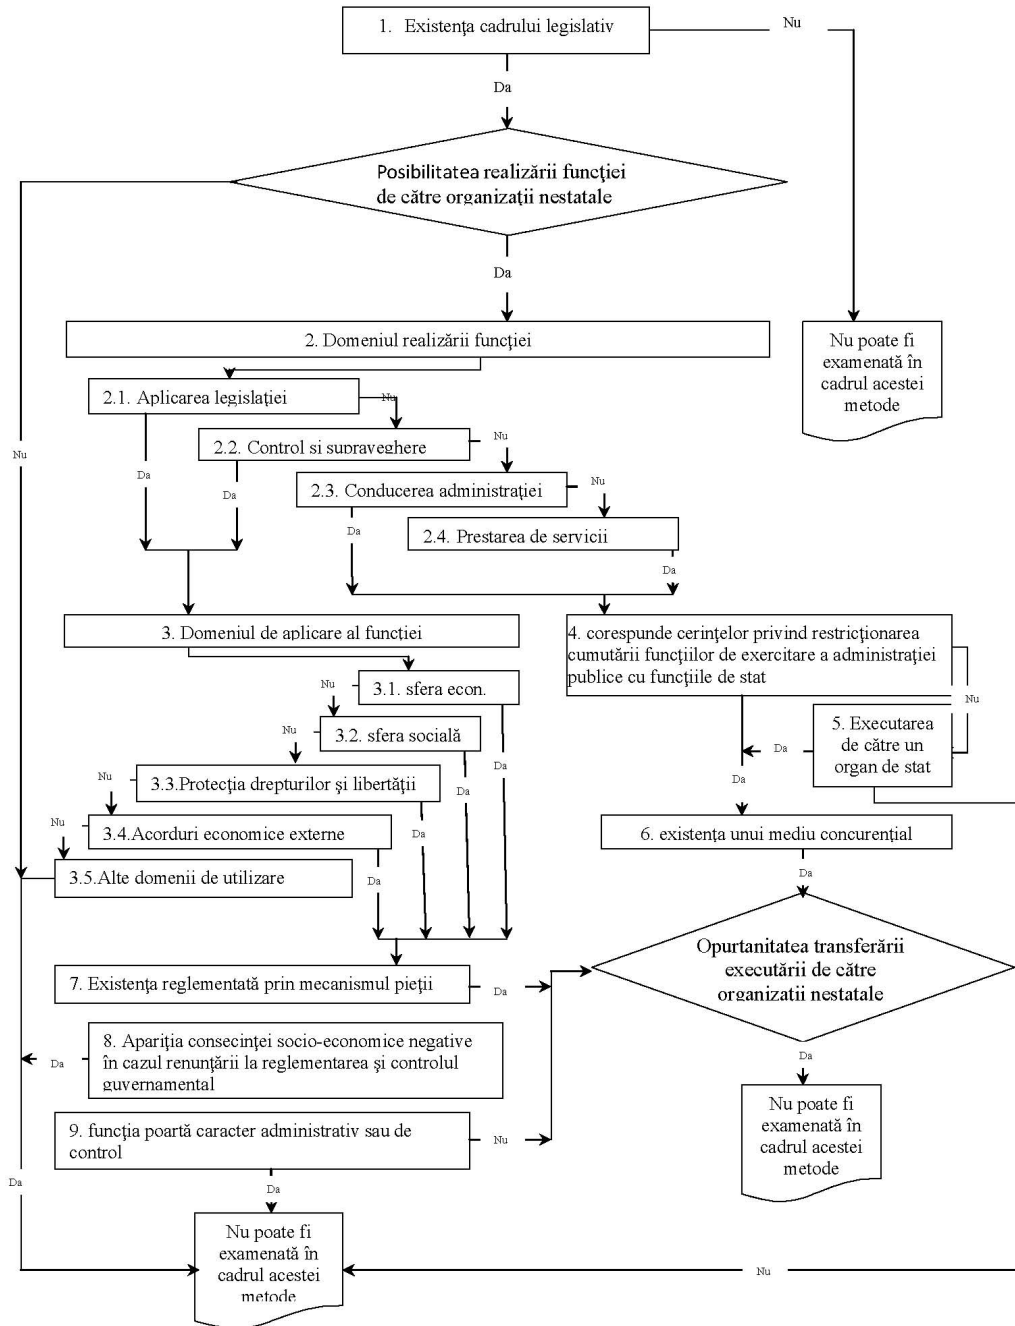 1. Existenţa cadrului legislativ
Nu
Da
Posibilitatea realizării funcţiei
de către organizaţii nestatale
Da
2. Domeniul realizării funcţiei
Nu poate fi
examenată în
cadrul acestei
metode
2.1. Aplicarea legislaţiei
Nu
2.2. Control si supraveghere
Nu
Nu
Da
Da
2.3. Conducerea administraţiei
Nu
Da
2.4. Prestarea de servicii
Da
3. Domeniul de aplicare al funcţiei
4. corespunde cerinţelor privind restricţionarea
cumutării funcţiilor de exercitare a administraţiei
publice cu funcţiile de stat
Nu
3.1. sfera econ.
Nu
3.2. sfera socială
Nu
5. Executarea
de către un
organ de stat
Da
Da
3.3.Protecţia drepturilor şi libertăţii
Nu
Da
Da
3.4.Acorduri economice externe
Nu
Da
6. existenţa unui mediu concurenţial
3.5.Alte domenii de utilizare
Da
Da
Opurtanitatea transferării
executării de către
organizatii nestatale
7. Existenţa reglementată prin mecanismul pieţii
Da
8. Apariţia consecinţei socio-economice negative
în cazul renunţării la reglementarea şi controlul
guvernamental
Da
Da
Nu poate fi
examenată în
cadrul acestei
metode
9. funcţia poartă caracter administrativ sau de
control
Nu
Da
Da
Nu poate fi
examenată în
cadrul acestei
metode
Nu